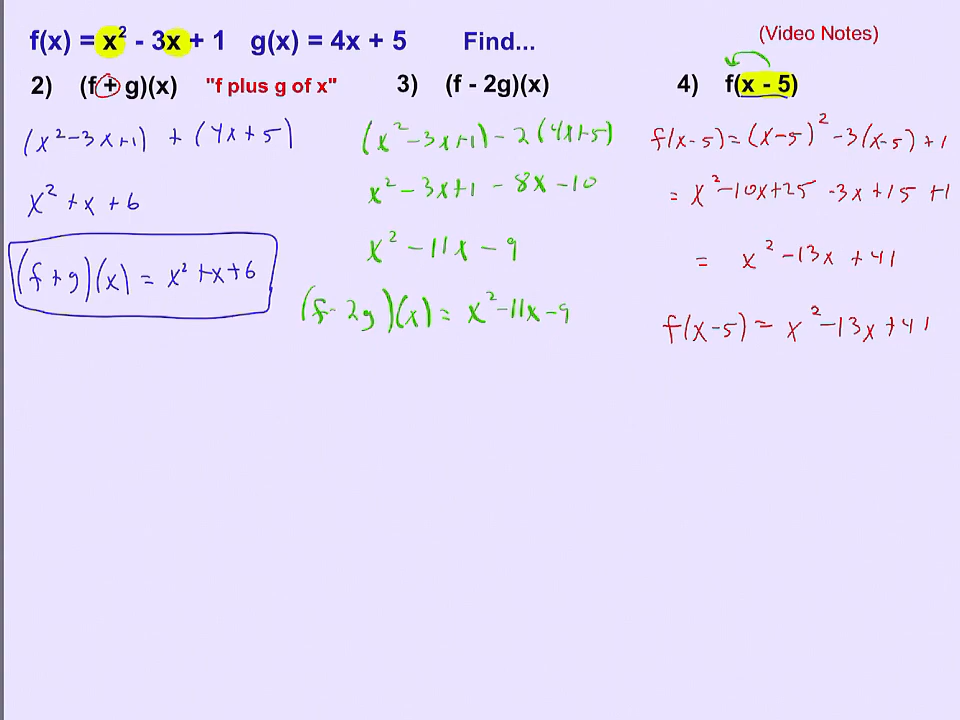 f(x) = x² - 3x + 1   g(x) = 4x + 5   Find...
(Video Notes)
2) (f + g)(x) "f plus g of x"
(x² - 3x + 1) + (4x + 5)
x² + x + 6
(f + g)(x) = x² + x + 6
3) (f - 2g)(x)
(x² - 3x + 1) - 2(4x + 5)
x² - 3x + 1 - 8x - 10
x² - 11x - 9
(f - 2g)(x) = x² - 11x - 9
4) f(x - 5)
f(x - 5) = (x - 5)² - 3(x - 5) + 1
= x² - 10x + 25 - 3x + 15 + 1
= x² - 13x + 41
f(x - 5) = x² - 13x + 41